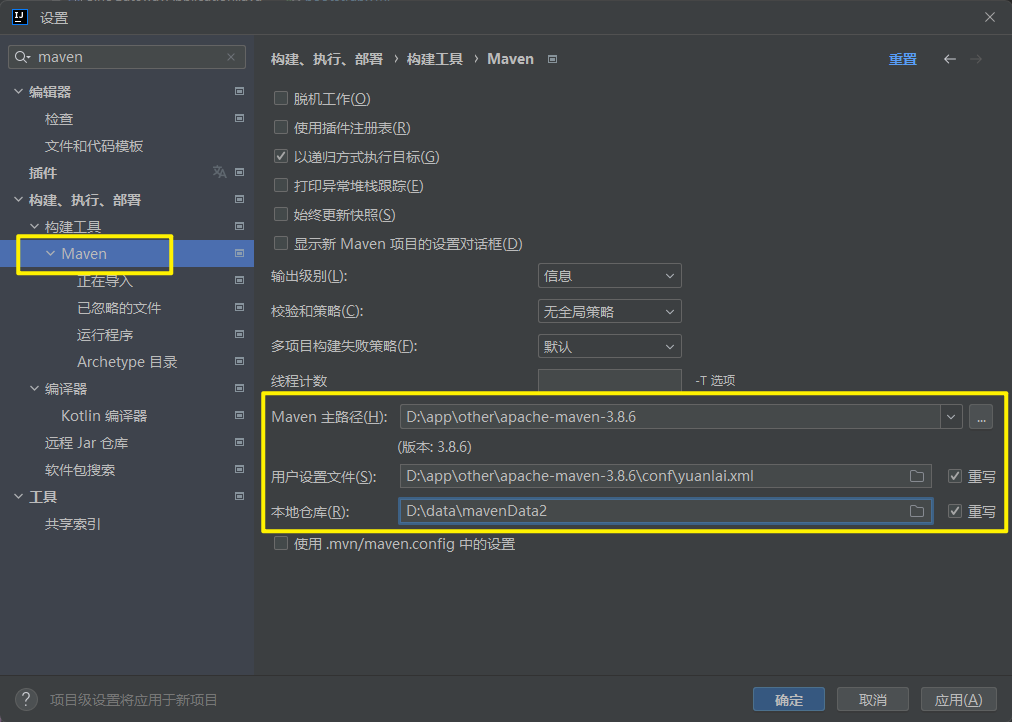 设置
maven
编辑器
检查
文件和代码模板
插件
构建、执行、部署
构建工具
Maven
正在导入
已忽略的文件
运行程序
Archetype 目录
编译器
Kotlin 编译器
远程 Jar 仓库
软件包搜索
工具
共享索引
构建、执行、部署 › 构建工具 › Maven
重置
脱机工作(O)
使用插件注册表(R)
以递归方式执行目标(G)
打印异常堆栈跟踪(E)
始终更新快照(S)
显示新 Maven 项目的设置对话框(D)
输出级别(L): 信息
校验和策略(C): 无全局策略
多项目构建失败策略(F): 默认
线程计数 -T 选项
Maven 主路径(H): D:\app\other\apache-maven-3.8.6 ...
(版本: 3.8.6)
用户设置文件(S): D:\app\other\apache-maven-3.8.6\conf\yuanlai.xml 重写
本地仓库(R): D:\data\mavenData2 重写
使用 .mvn/maven.config 中的设置
? 项目级设置将应用于新项目
确定 取消 应用(A)